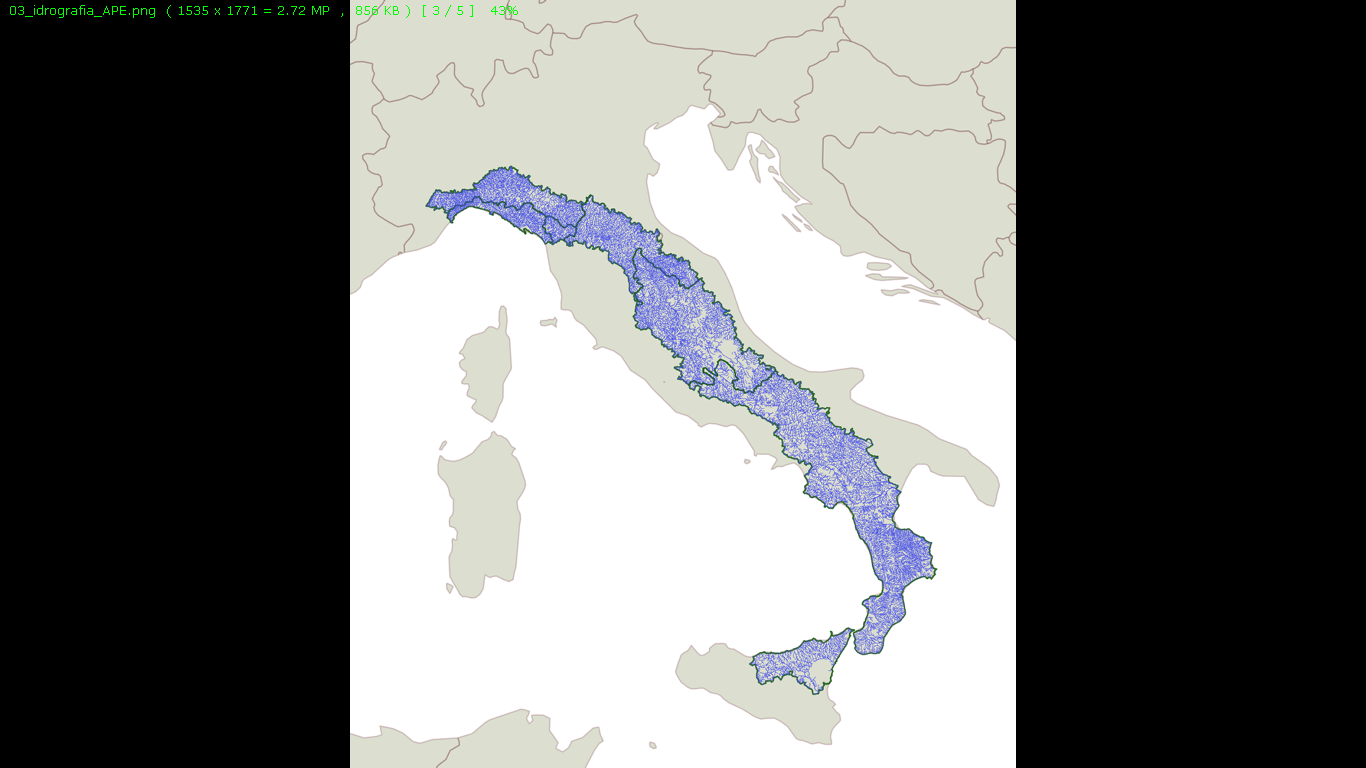 03_idrografia_APE.png ( 1535 x 1771 = 2.72 MP , 856 KB ) [ 3 / 5 ] 43%